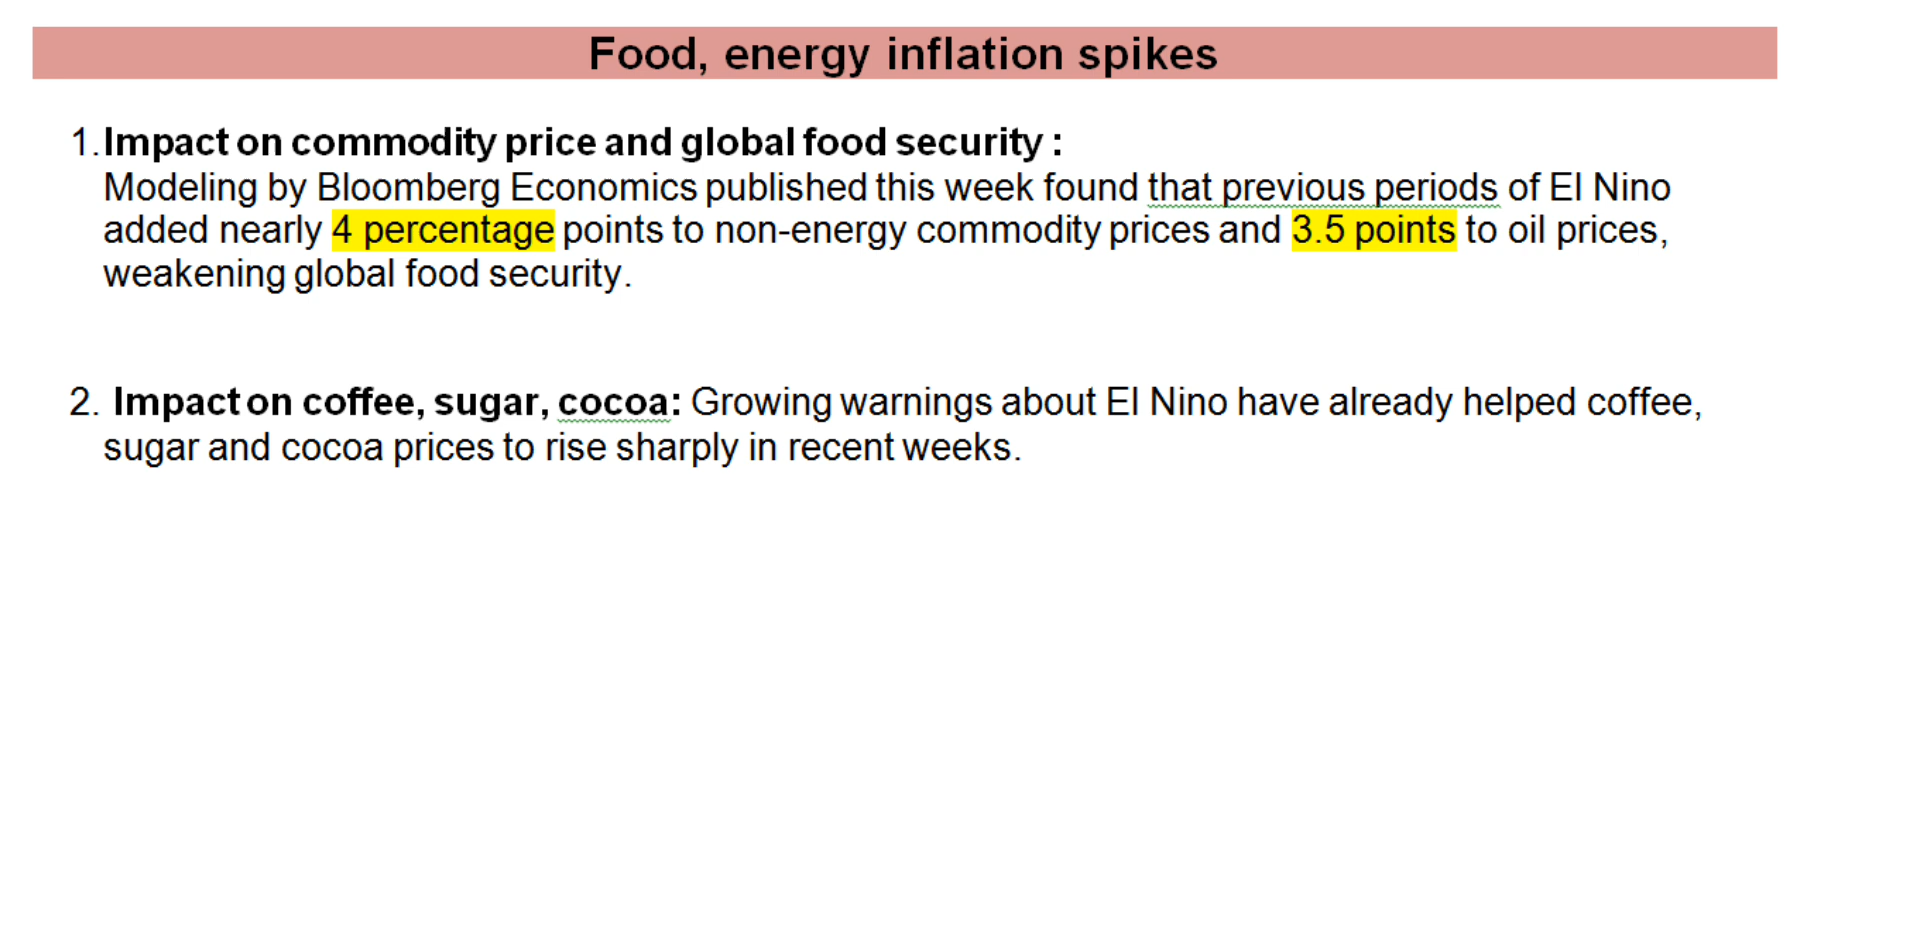 Food, energy inflation spikes
1. Impact on commodity price and global food security :
Modeling by Bloomberg Economics published this week found that previous periods of El Nino
added nearly 4 percentage points to non-energy commodity prices and 3.5 points to oil prices,
weakening global food security.
2. Impact on coffee, sugar, cocoa: Growing warnings about El Nino have already helped coffee,
sugar and cocoa prices to rise sharply in recent weeks.